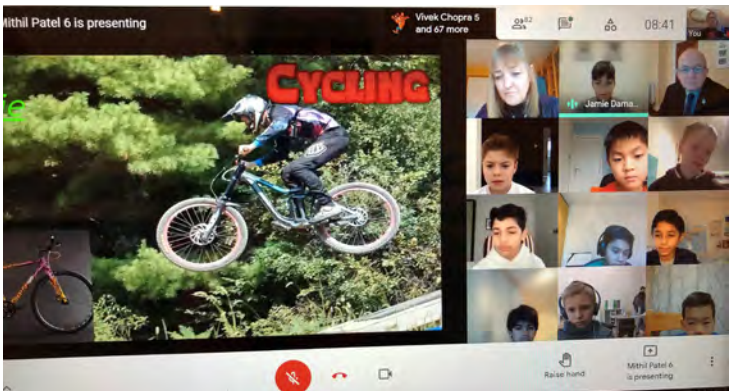 Mithil Patel 6 is presenting
Vivek Chopra 5
and 67 more
82
08:41
You
CYCLING
Jamie Dama...
Raise hand
Mithil Patel 6
is presenting